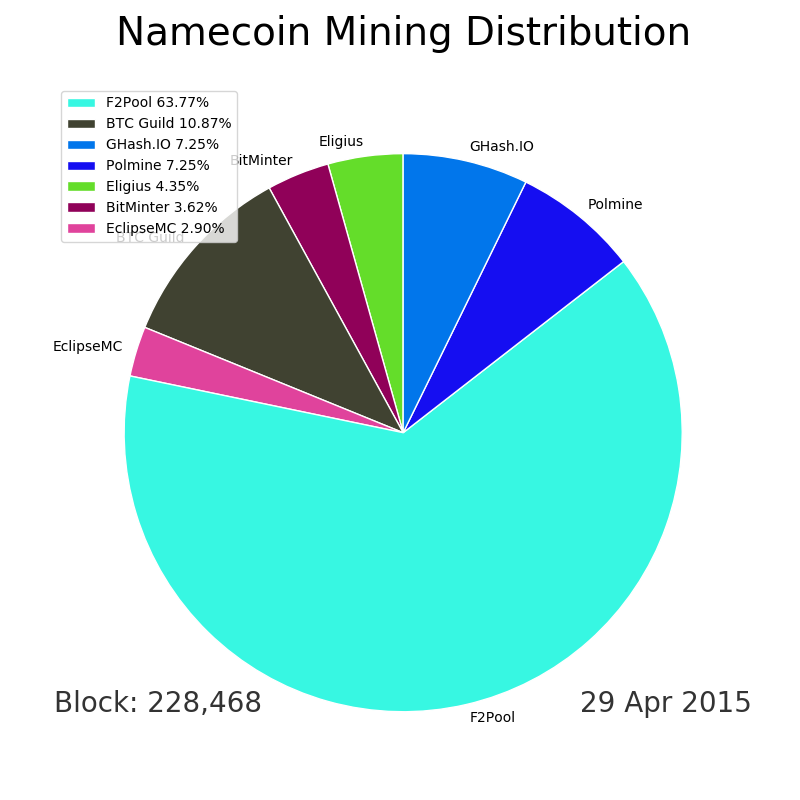 Namecoin Mining Distribution
F2Pool 63.77%
BTC Guild 10.87%
GHash.IO 7.25%
Polmine 7.25%
Eligius 4.35%
BitMinter 3.62%
EclipseMC 2.90%
Eligius
GHash.IO
BitMinter
Polmine
BTC Guild
EclipseMC
Block: 228,468
29 Apr 2015
F2Pool